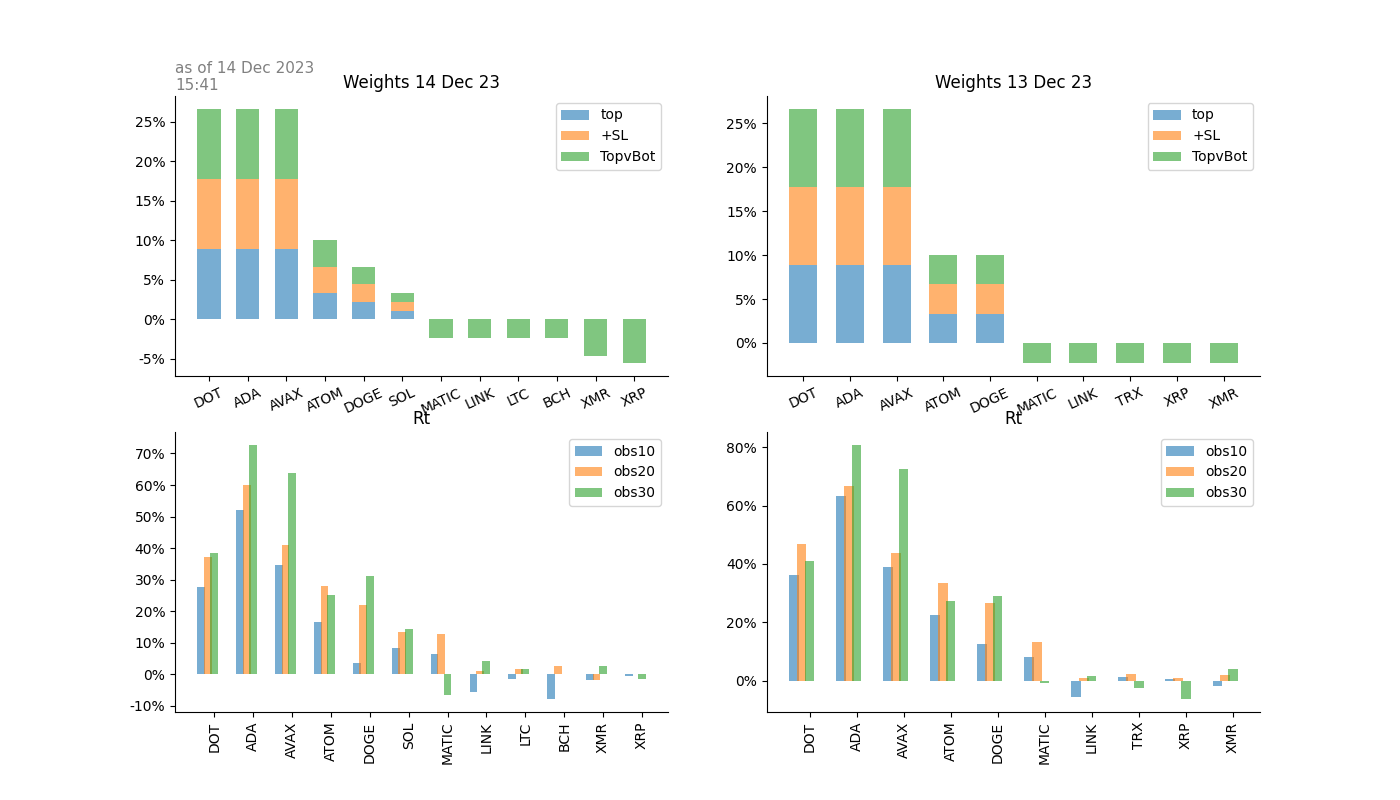 as of 14 Dec 2023
15:41
Weights 14 Dec 23
top
+SL
TopvBot
25%
20%
15%
10%
5%
0%
-5%
DOT ADA AVAX ATOM DOGE SOL MATIC LINK LTC BCH XMR XRP
Weights 13 Dec 23
top
+SL
TopvBot
25%
20%
15%
10%
5%
0%
DOT ADA AVAX ATOM DOGE MATIC LINK TRX XRP XMR
Rt
obs10
obs20
obs30
70%
60%
50%
40%
30%
20%
10%
0%
-10%
DOT ADA AVAX ATOM DOGE SOL MATIC LINK LTC BCH XMR XRP
Rt
obs10
obs20
obs30
80%
60%
40%
20%
0%
DOT ADA AVAX ATOM DOGE MATIC LINK TRX XRP XMR